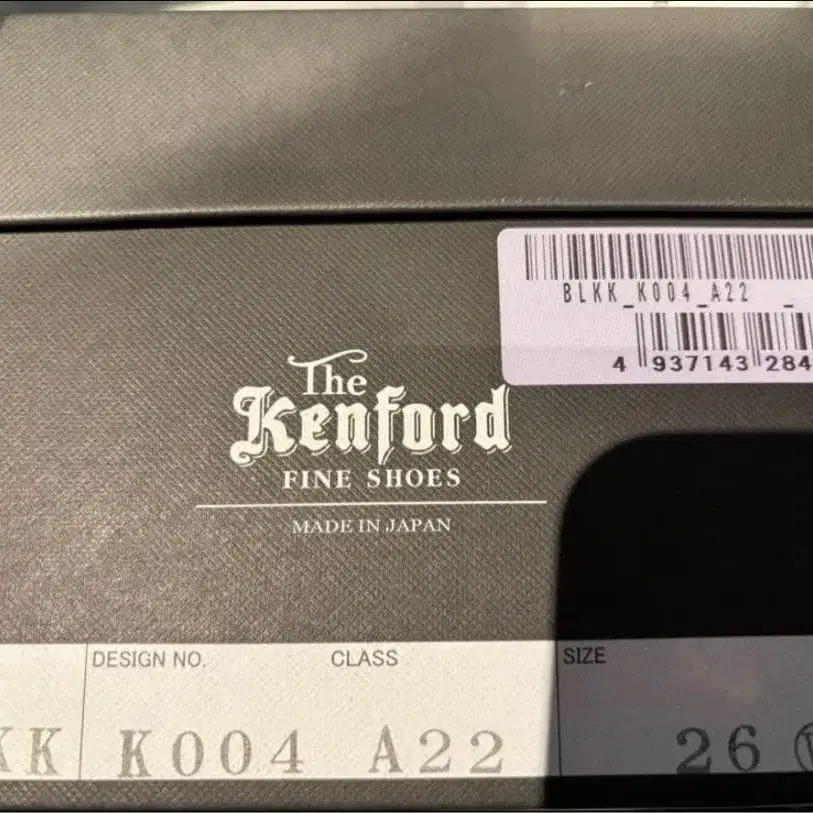 BLKK_K004_A22 _
4 937143 284
The
Kenford
FINE SHOES
MADE IN JAPAN
DESIGN NO. CLASS SIZE
KK K004 A22 26